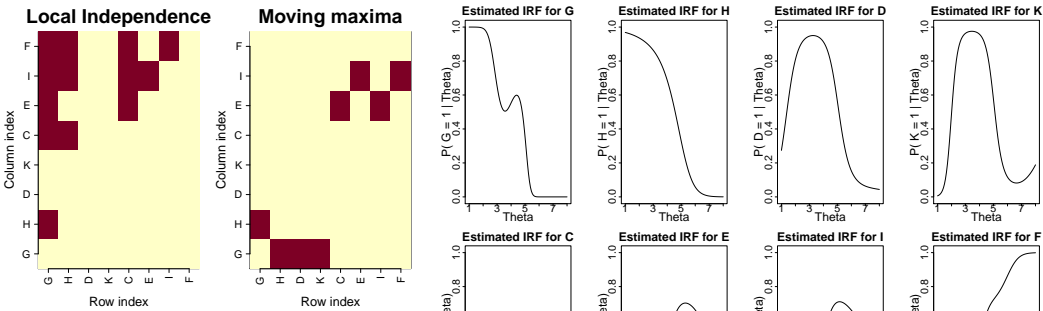 Local Independence
Column index
F
I
E
C
K
D
H
G
G H D K C E I F
Row index
Moving maxima
Column index
F
I
E
C
K
D
H
G
G H D K C E I F
Row index
Estimated IRF for G
P( G = 1 | Theta)
1.0
0.8
0.6
0.4
0.2
0.0
1 3 5 7
Theta
Estimated IRF for H
P( H = 1 | Theta)
1.0
0.8
0.6
0.4
0.2
0.0
1 3 5 7
Theta
Estimated IRF for D
P( D = 1 | Theta)
1.0
0.8
0.6
0.4
0.2
0.0
1 3 5 7
Theta
Estimated IRF for K
P( K = 1 | Theta)
1.0
0.8
0.6
0.4
0.2
0.0
1 3 5 7
Theta
Estimated IRF for C
1.0
0.8
Estimated IRF for E
1.0
0.8
Estimated IRF for I
1.0
0.8
Estimated IRF for F
1.0
0.8